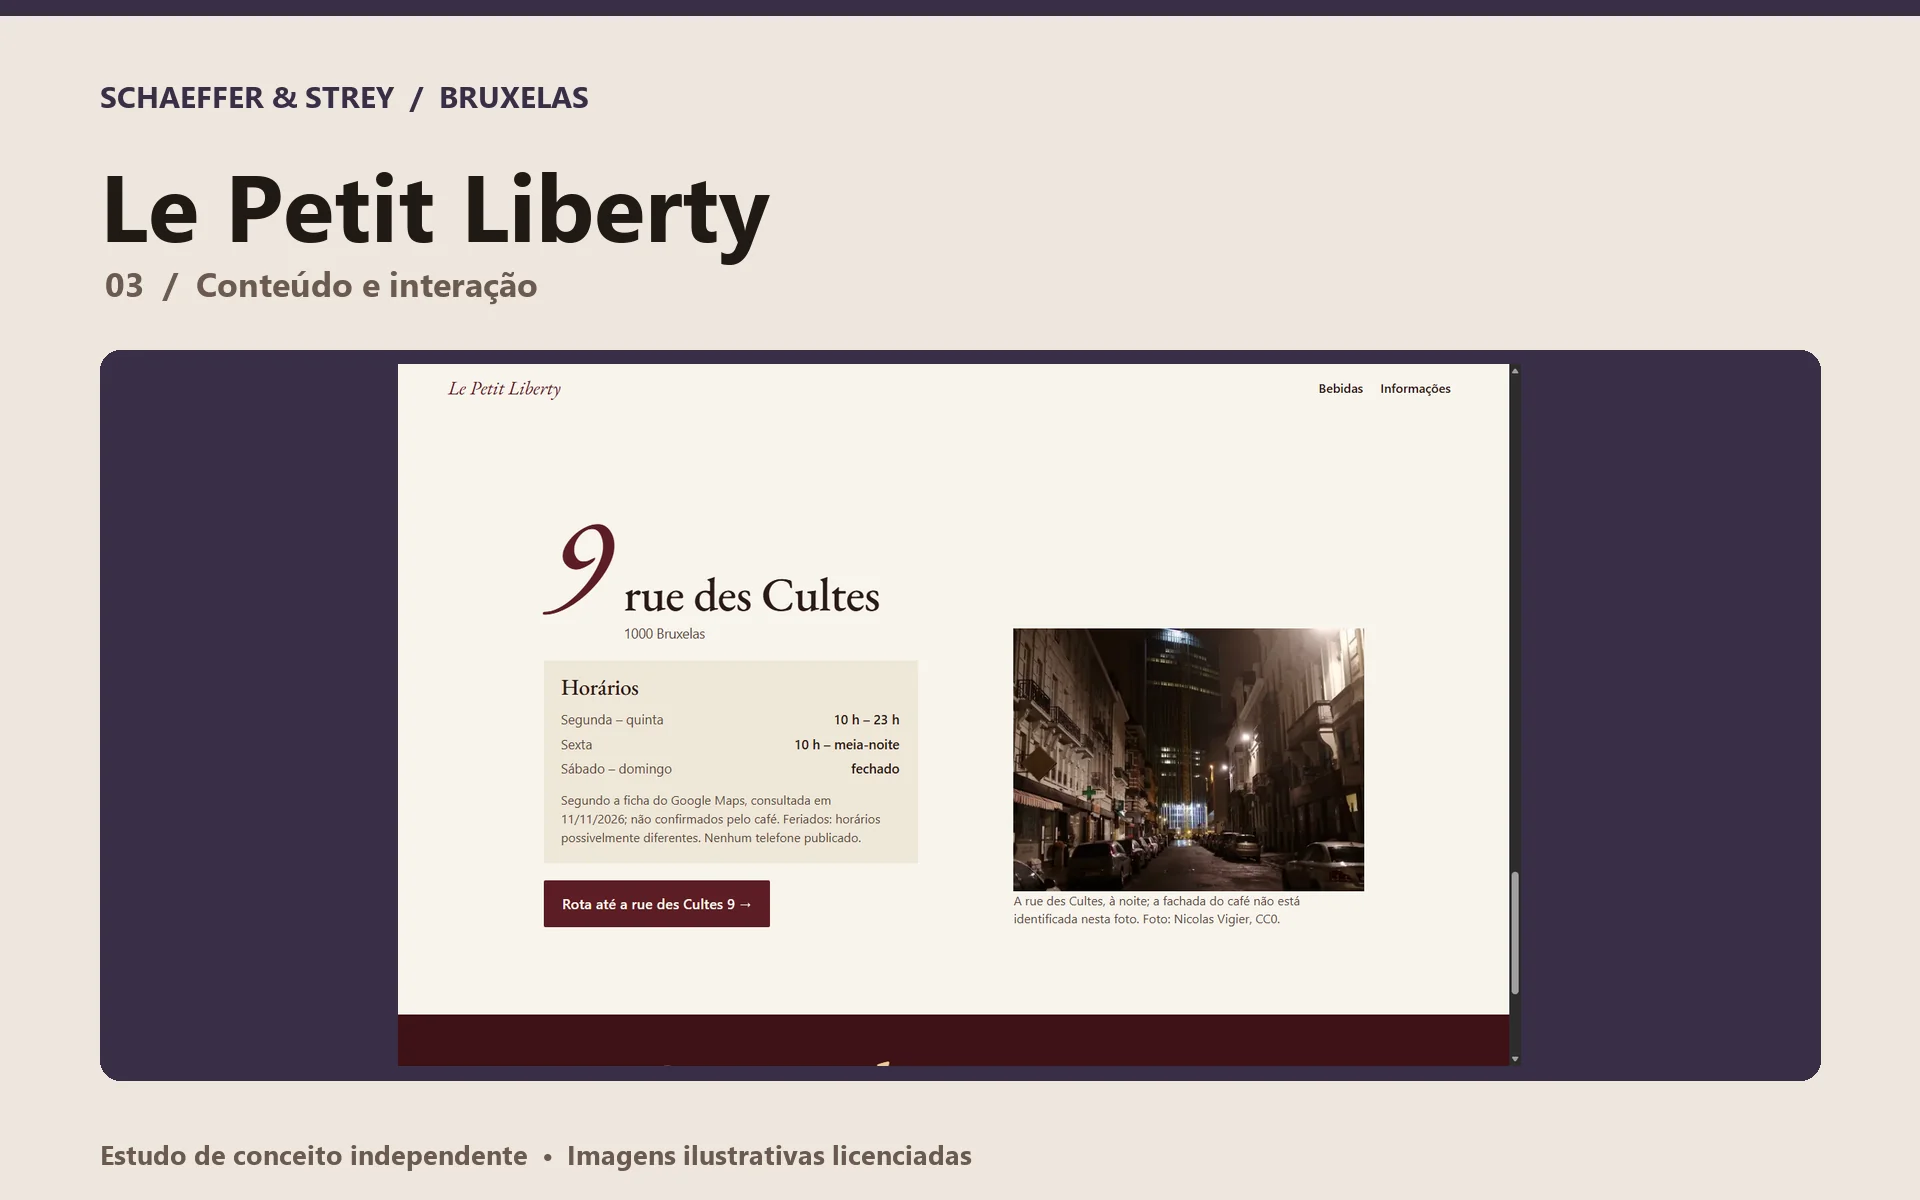 SCHAEFFER & STREY / BRUXELAS
Le Petit Liberty
03 / Conteúdo e interação
Le Petit Liberty
Bebidas Informações
9 rue des Cultes
1000 Bruxelas
Horários
Segunda – quinta 10 h – 23 h
Sexta 10 h – meia-noite
Sábado – domingo fechado
Segundo a ficha do Google Maps, consultada em
11/11/2026; não confirmados pelo café. Feriados: horários
possivelmente diferentes. Nenhum telefone publicado.
Rota até a rue des Cultes 9 →
A rue des Cultes, à noite; a fachada do café não está
identificada nesta foto. Foto: Nicolas Vigier, CC0.
Estudo de conceito independente • Imagens ilustrativas licenciadas